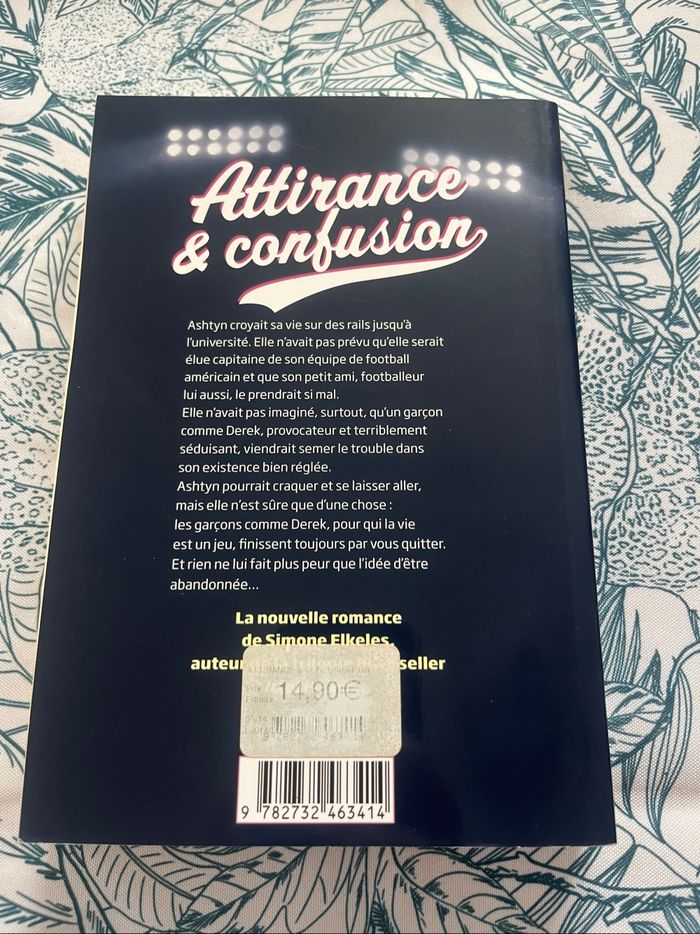 Attirance
& confusion
Ashtyn croyait sa vie sur des rails jusqu'à
l'université. Elle n'avait pas prévu qu'elle serait
élue capitaine de son équipe de football
américain et que son petit ami, footballeur
lui aussi, le prendrait si mal.
Elle n'avait pas imaginé, surtout, qu'un garçon
comme Derek, provocateur et terriblement
séduisant, viendrait semer le trouble dans
son existence bien réglée.
Ashtyn pourrait craquer et se laisser aller,
mais elle n'est sûre que d'une chose :
les garçons comme Derek, pour qui la vie
est un jeu, finissent toujours par vous quitter.
Et rien ne lui fait plus peur que l'idée d'être
abandonnée...
La nouvelle romance
de Simone Elkeles,
14,90€
9 782732 463414